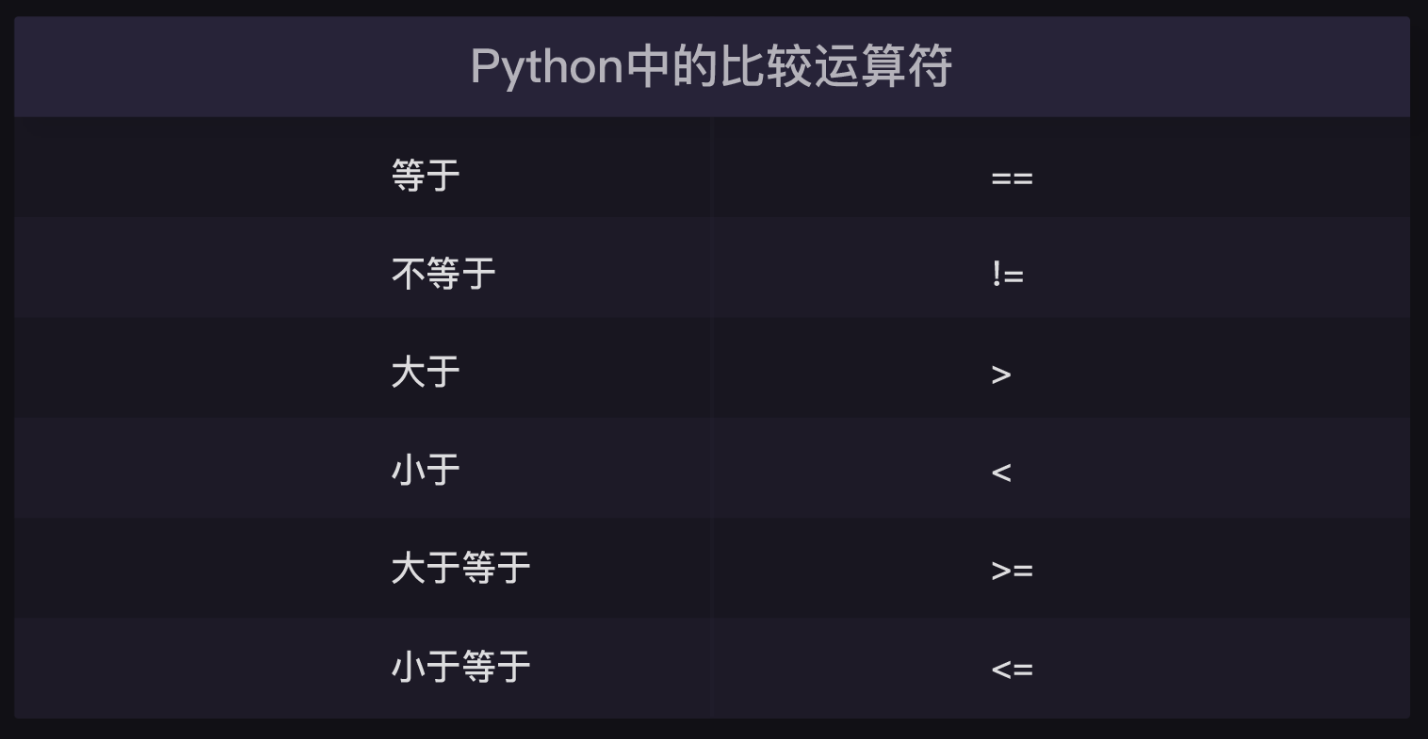 Python中的比较运算符
等于 ==
不等于 !=
大于 >
小于 <
大于等于 >=
小于等于 <=